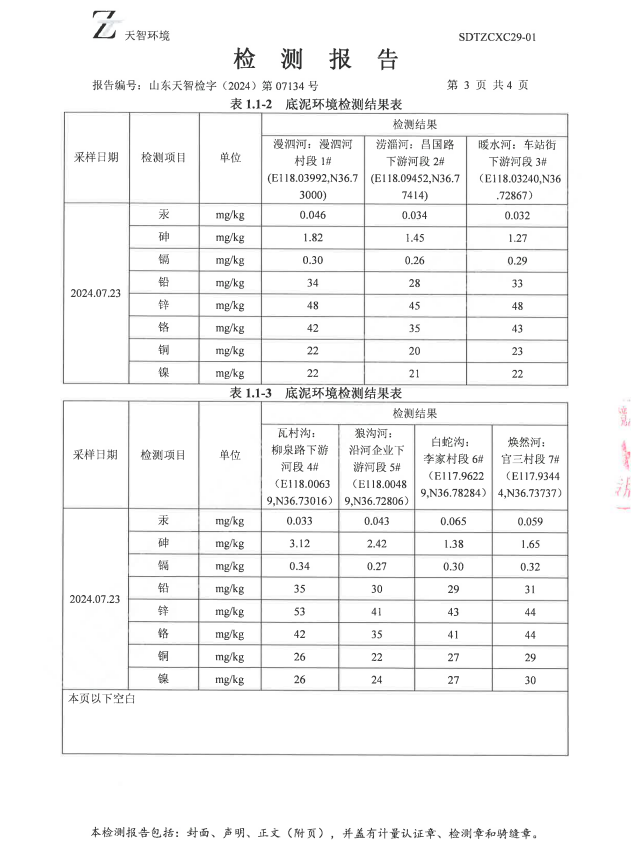 天智环境
SDTZCXC29-01
检测报告
报告编号：山东天智检字（2024）第 07134 号
第 3 页 共 4 页
表 1.1-2 底泥环境检测结果表
采样日期 检测项目 单位 检测结果
漫泗河：漫泗河村段 1#(E118.03992,N36.73000) 涝淄河：昌国路下游河段 2#(E118.09452,N36.77414) 暖水河：车站街下游河段 3#（E118.03240,N36.72867）
2024.07.23
汞 mg/kg 0.046 0.034 0.032
砷 mg/kg 1.82 1.45 1.27
镉 mg/kg 0.30 0.26 0.29
铅 mg/kg 34 28 33
锌 mg/kg 48 45 48
铬 mg/kg 42 35 43
铜 mg/kg 22 20 23
镍 mg/kg 22 21 22
表 1.1-3 底泥环境检测结果表
采样日期 检测项目 单位 检测结果
瓦村沟：柳泉路下游河段 4#（E118.00639,N36.73016） 狼沟河：沿河企业下游河段 5#（E118.00489,N36.72806） 白蛇沟：李家村段 6#（E117.96229,N36.78284） 焕然河：官三村段 7#（E117.93444,N36.73737）
2024.07.23
汞 mg/kg 0.033 0.043 0.065 0.059
砷 mg/kg 3.12 2.42 1.38 1.65
镉 mg/kg 0.34 0.27 0.30 0.32
铅 mg/kg 35 30 29 31
锌 mg/kg 53 41 43 44
铬 mg/kg 42 35 41 44
铜 mg/kg 26 22 27 29
镍 mg/kg 26 24 27 30
本页以下空白
本检测报告包括：封面、声明、正文（附页），并盖有计量认证章、检测章和骑缝章。